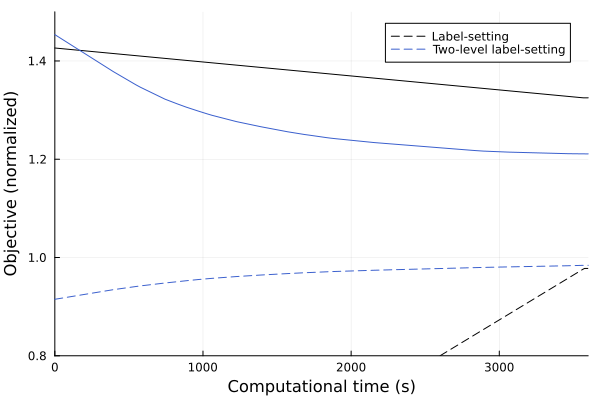 Label-setting
Two-level label-setting
Objective (normalized)
1.4
1.2
1.0
0.8
0
1000
2000
3000
Computational time (s)